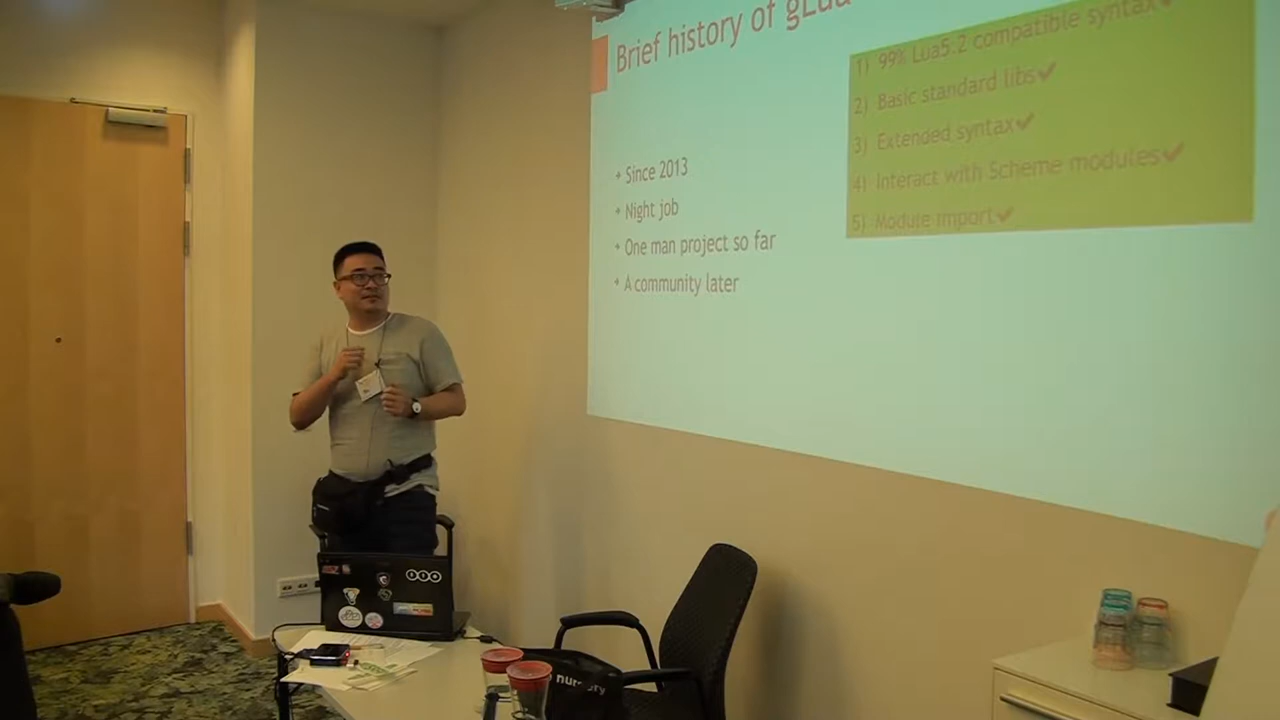 Brief history of gLua
+ Since 2013
+ Night job
+ One man project so far
+ A community later
1) 99% Lua5.2 compatible syntax✔
2) Basic standard libs✔
3) Extended syntax✔
4) Interact with Scheme modules✔
5) Module import✔
nursery